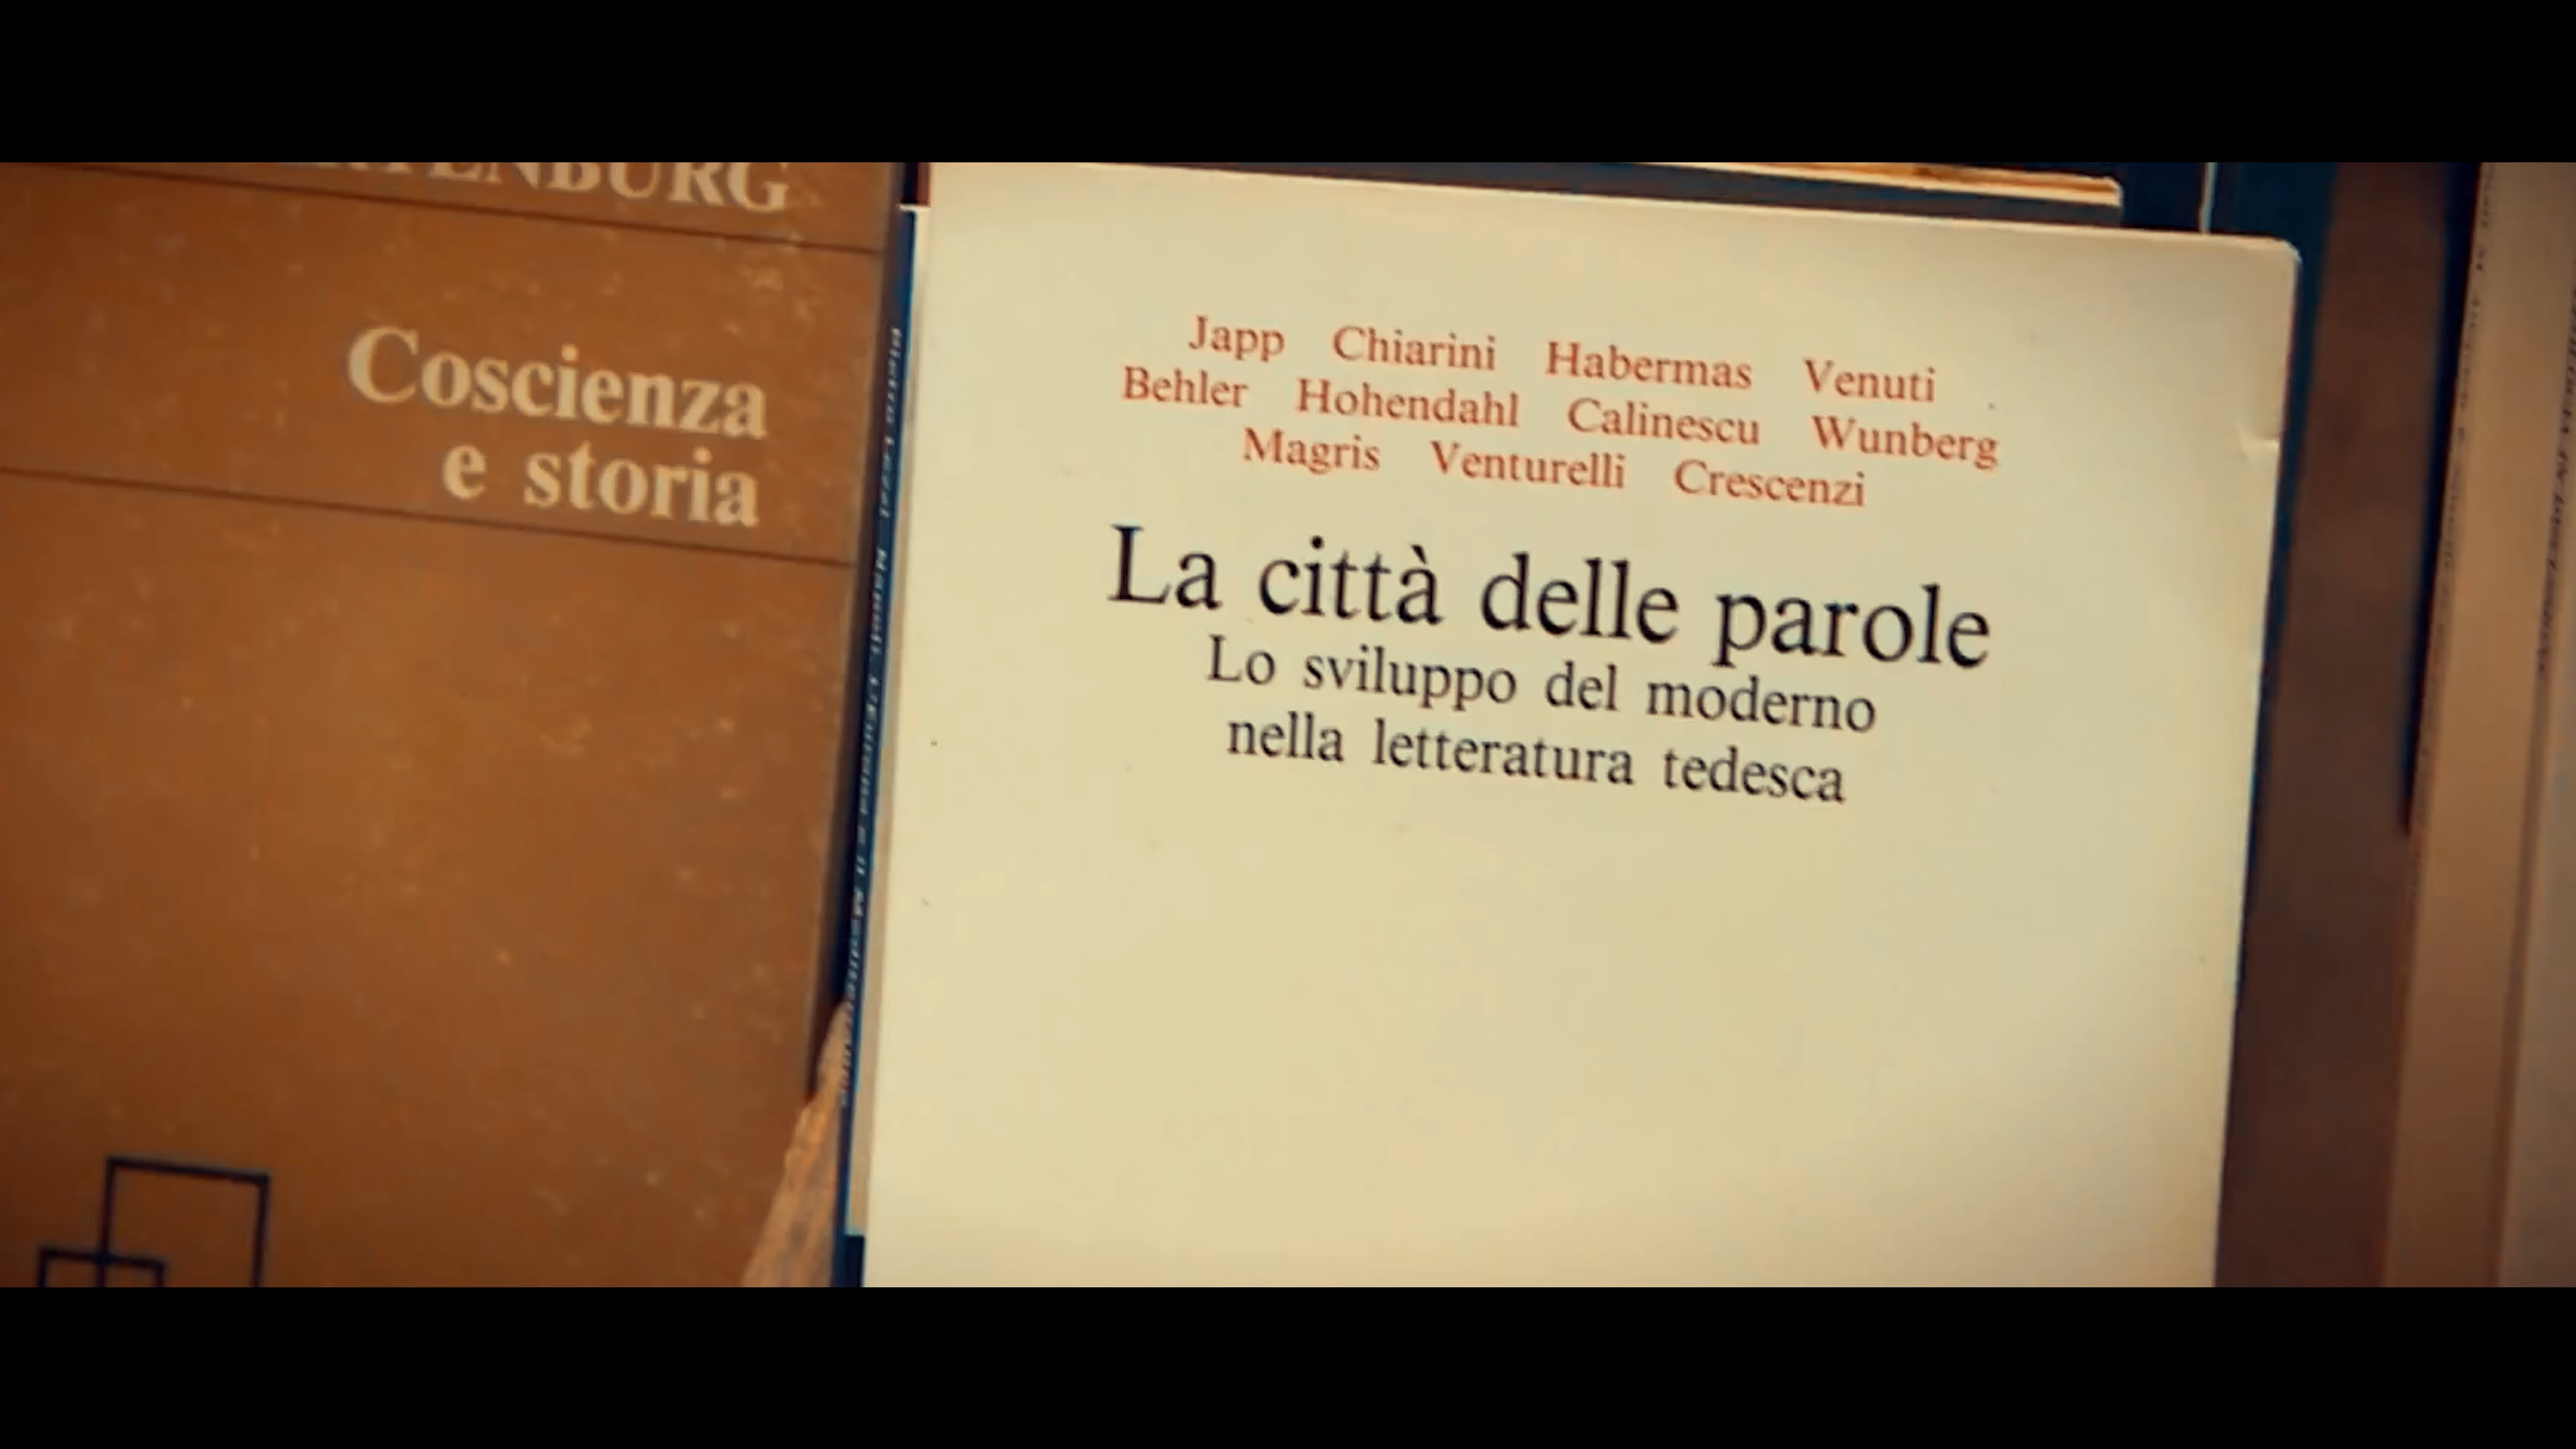 Coscienza
e storia
Japp Chiarini Habermas Venuti
Behler Hohendahl Calinescu Wunberg
Magris Venturelli Crescenzi
La città delle parole
Lo sviluppo del moderno
nella letteratura tedesca